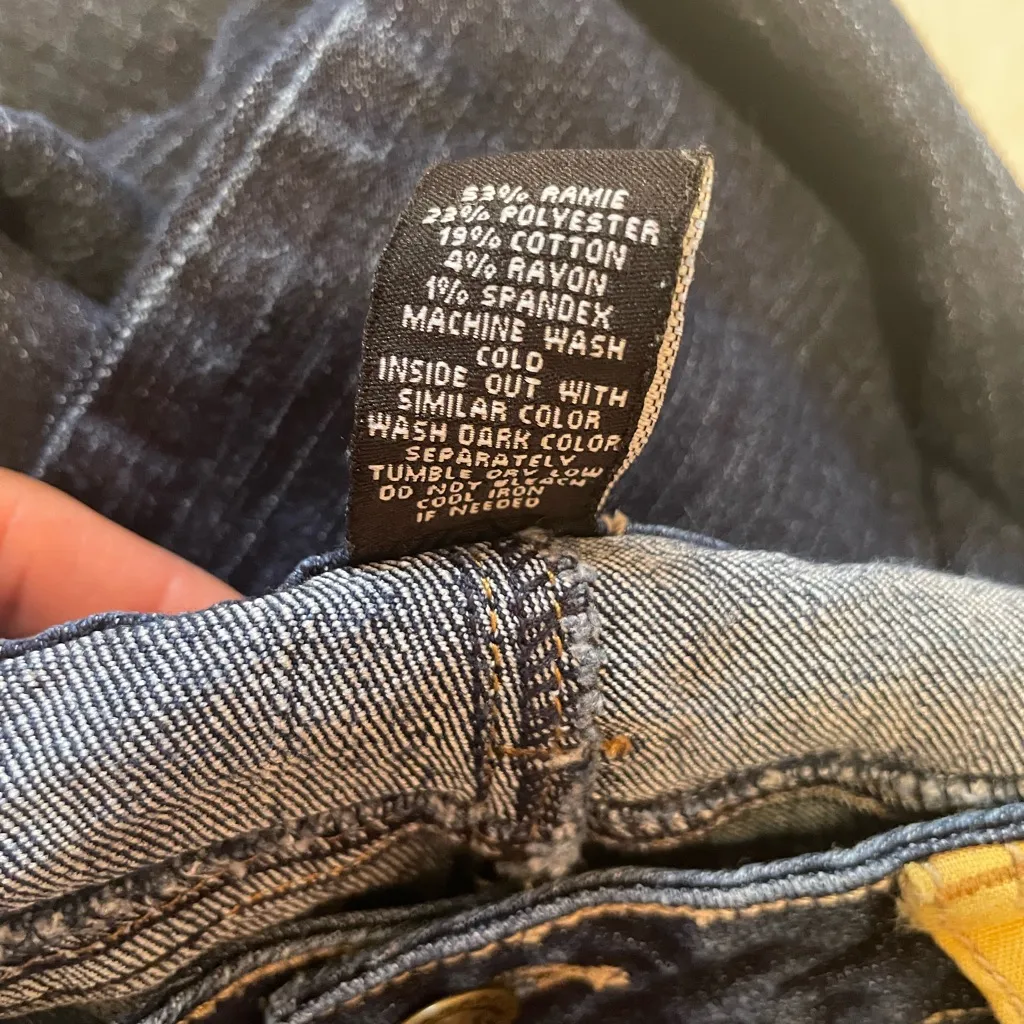 53% RAMIE
23% POLYESTER
19% COTTON
4% RAYON
1% SPANDEX
MACHINE WASH
COLD
INSIDE OUT WITH
SIMILAR COLOR
WASH DARK COLOR
SEPARATELY
TUMBLE DRY LOW
DO NOT BLEACH
COOL IRON
IF NEEDED